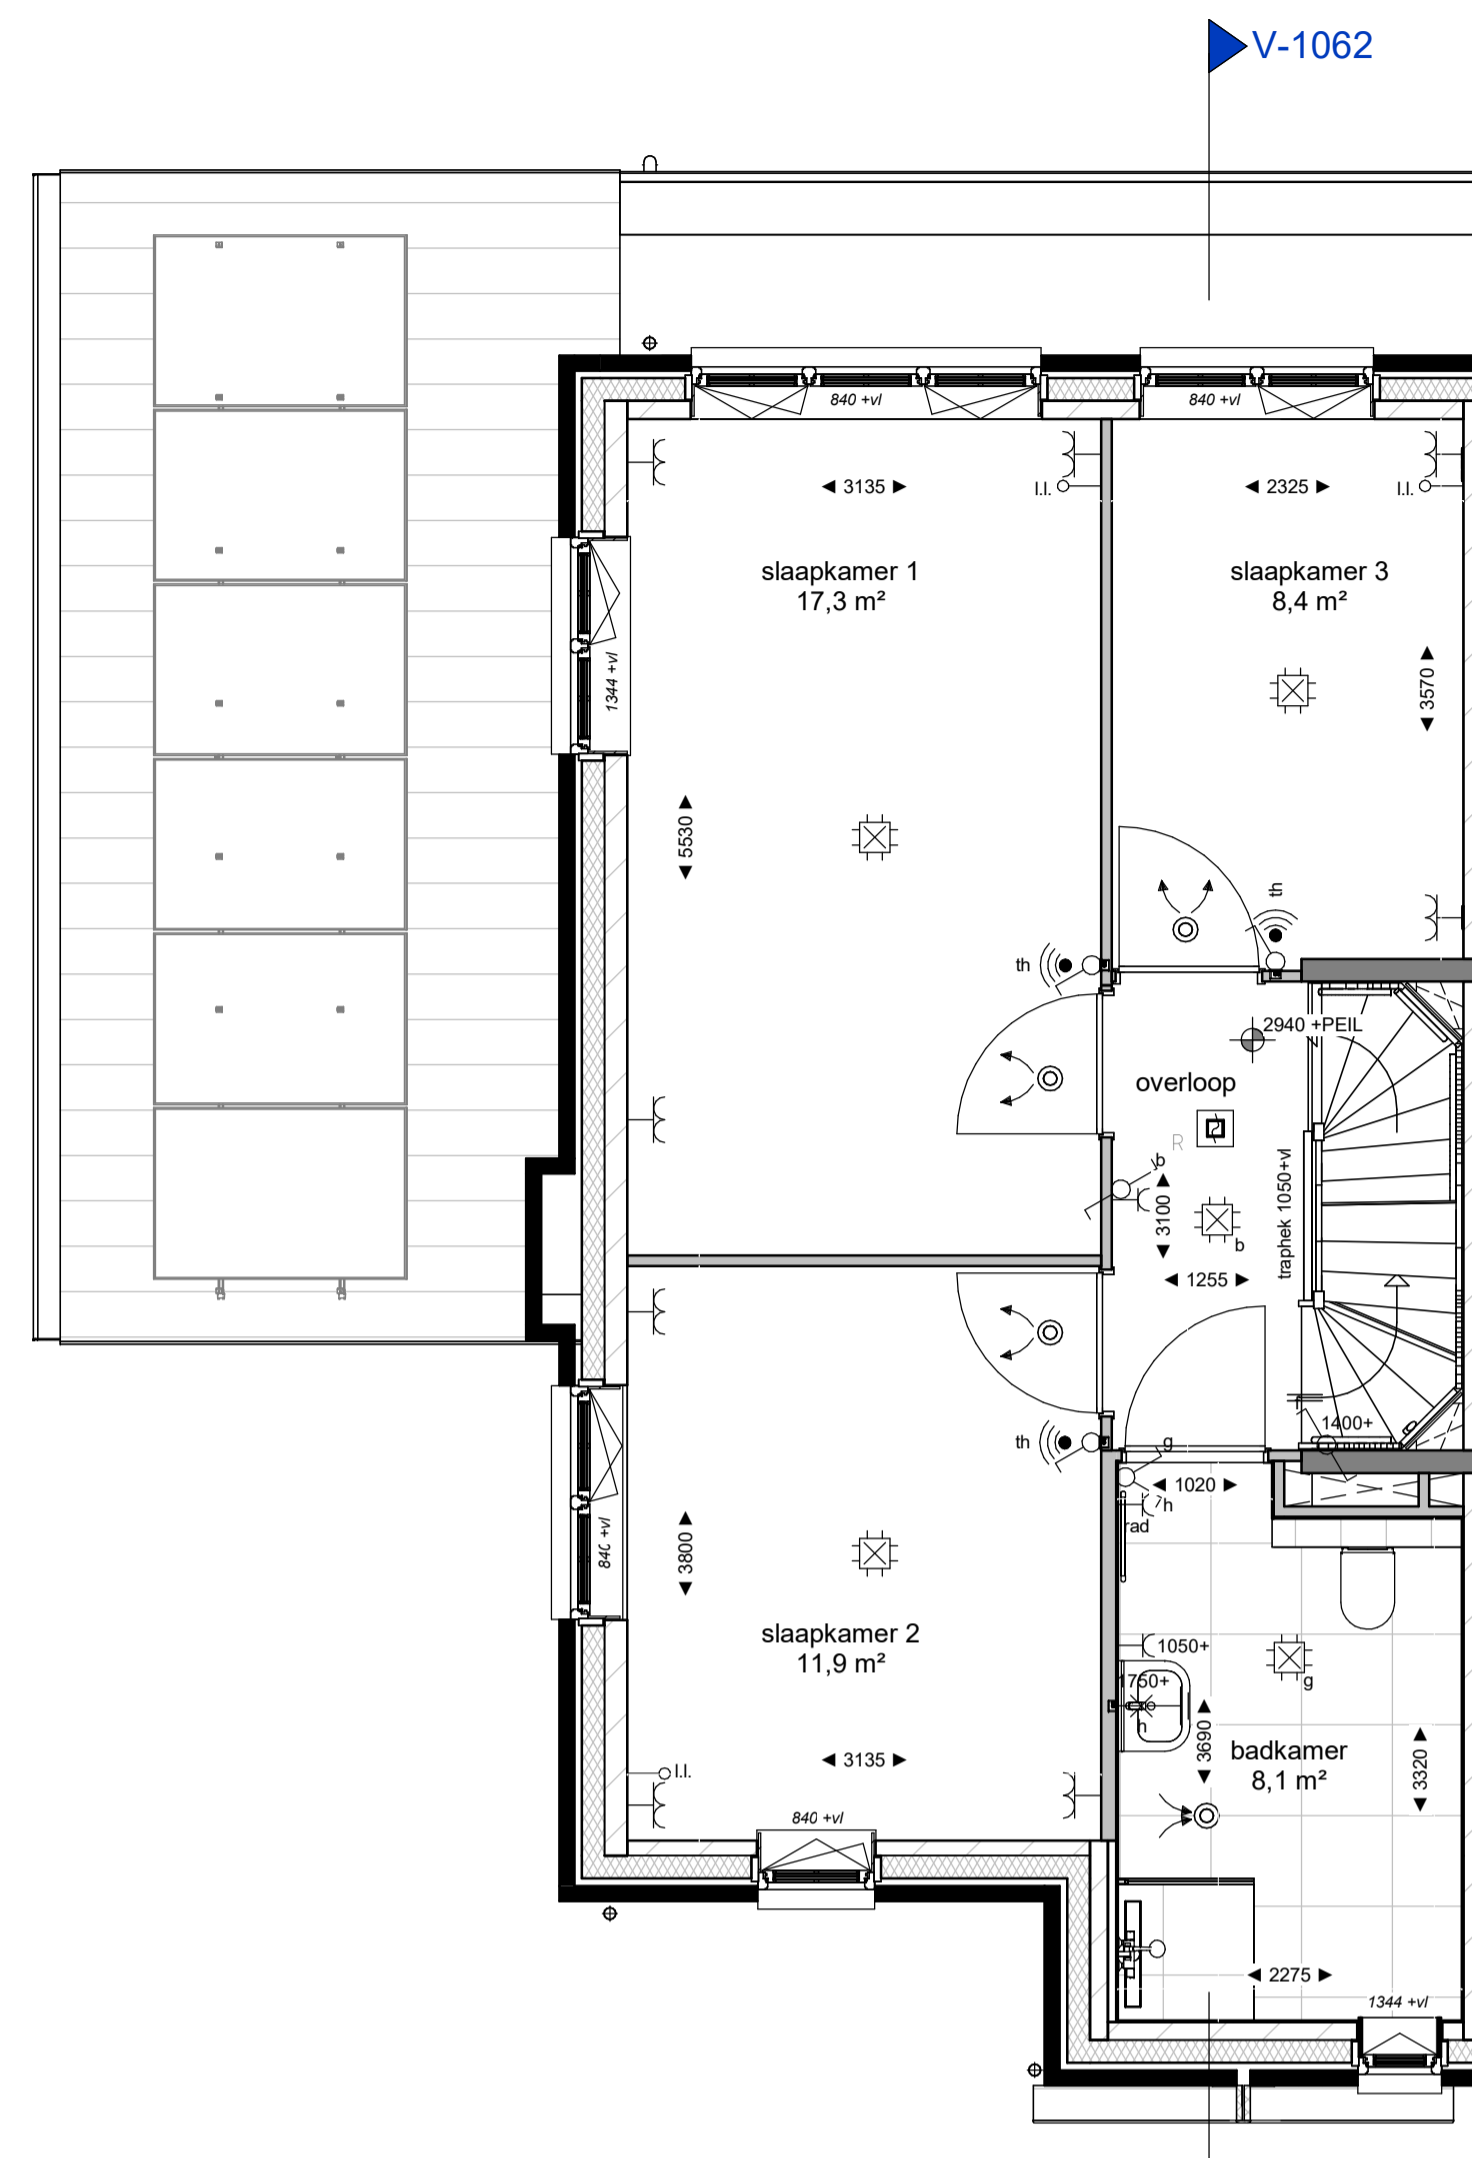 V-1062
840 +vl
840 +vl
3135
l.l.
2325
l.l.
slaapkamer 1
17,3 m²
slaapkamer 3
8,4 m²
1344 +vl
3570
5530
th
th
2940 +PEIL
overloop
R
b
3100
b
traphek 1050+vl
1255
1400+
th
g
1020
h
rad
840 +vl
3800
slaapkamer 2
11,9 m²
1050+
g
1750+
h
3690
badkamer
8,1 m²
3320
3135
l.l.
840 +vl
2275
1344 +vl